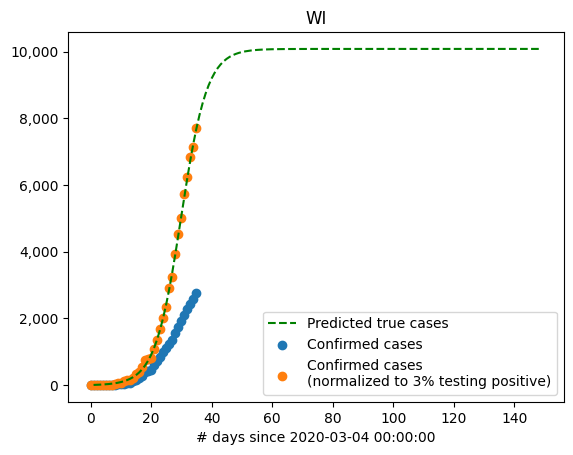 WI
10,000
8,000
6,000
4,000
2,000
0
Predicted true cases
Confirmed cases
Confirmed cases
(normalized to 3% testing positive)
0 20 40 60 80 100 120 140
# days since 2020-03-04 00:00:00